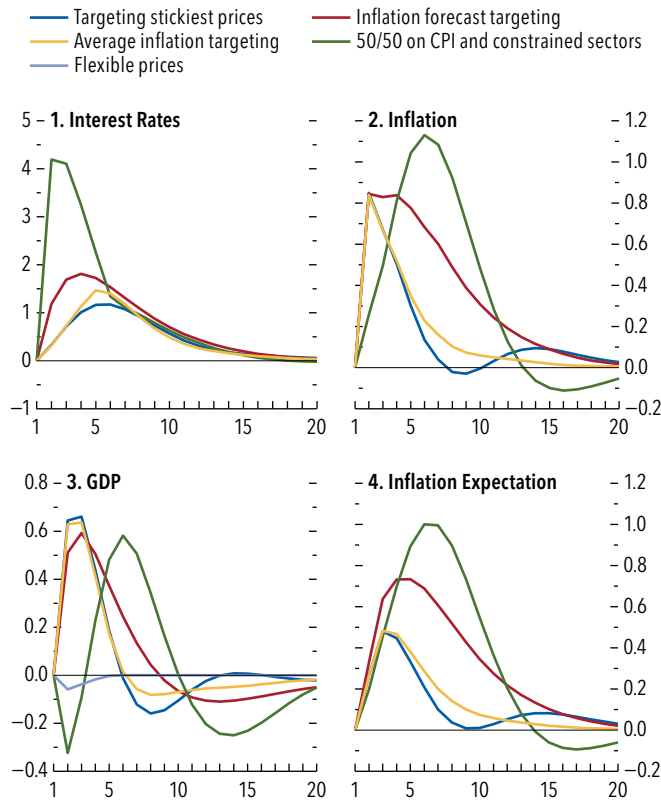 Targeting stickiest prices
Inflation forecast targeting
Average inflation targeting
50/50 on CPI and constrained sectors
Flexible prices
1. Interest Rates
5
4
3
2
1
0
−1
1 5 10 15 20
2. Inflation
1.2
1.0
0.8
0.6
0.4
0.2
0.0
−0.2
1 5 10 15 20
3. GDP
0.8
0.6
0.4
0.2
0.0
−0.2
−0.4
1 5 10 15 20
4. Inflation Expectation
1.2
1.0
0.8
0.6
0.4
0.2
0.0
−0.2
1 5 10 15 20